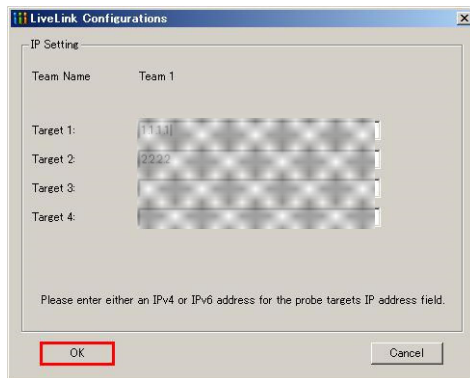 LiveLink Configurations
IP Setting
Team Name Team 1
Target 1:
Target 2: 2222
Target 3:
Target 4:
Please enter either an IPv4 or IPv6 address for the probe targets IP address field.
OK Cancel